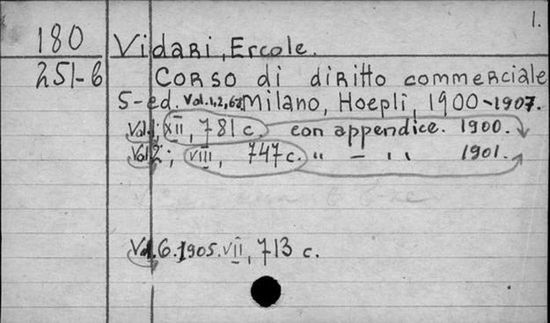 1.
180 Vidari, Ercole.
251-6 Corso di diritto commerciale
5-ed. Vol.1,2,6, Milano, Hoepli, 1900-1907.
Vol.1; XII, 781 c. con appendice. 1900.
Vol.2; VIII, 747 c. " - " 1901.
Vol.6. 1905. VII, 713 c.